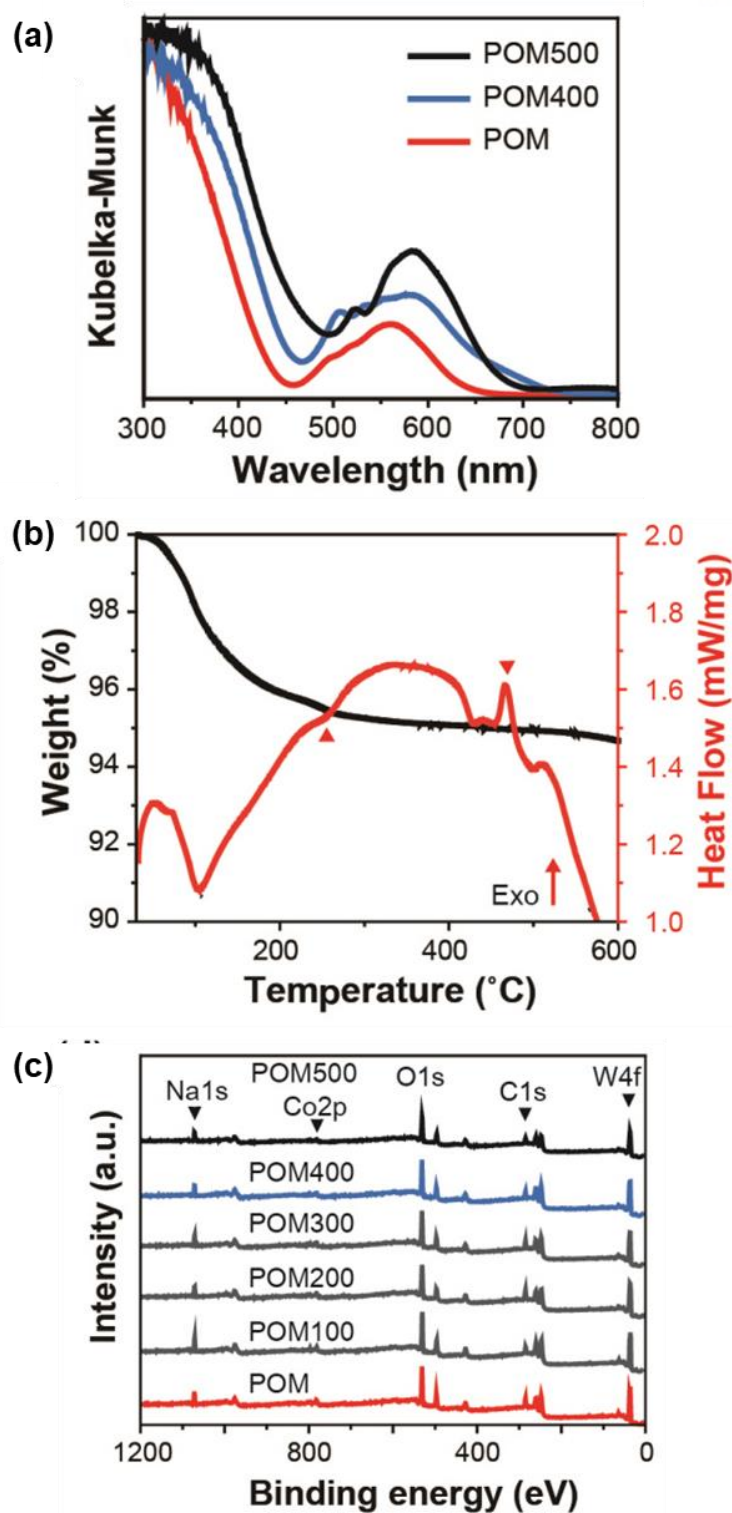 (a)
POM500
POM400
POM
Kubelka-Munk
300 400 500 600 700 800
Wavelength (nm)
(b)
100
98
96
94
92
90
Weight (%)
2.0
1.8
1.6
1.4
1.2
1.0
Heat Flow (mW/mg)
Exo
200 400 600
Temperature (˚C)
(c)
POM500
Na1s
Co2p
O1s
C1s
W4f
POM400
POM300
POM200
POM100
POM
Intensity (a.u.)
1200 800 400 0
Binding energy (eV)